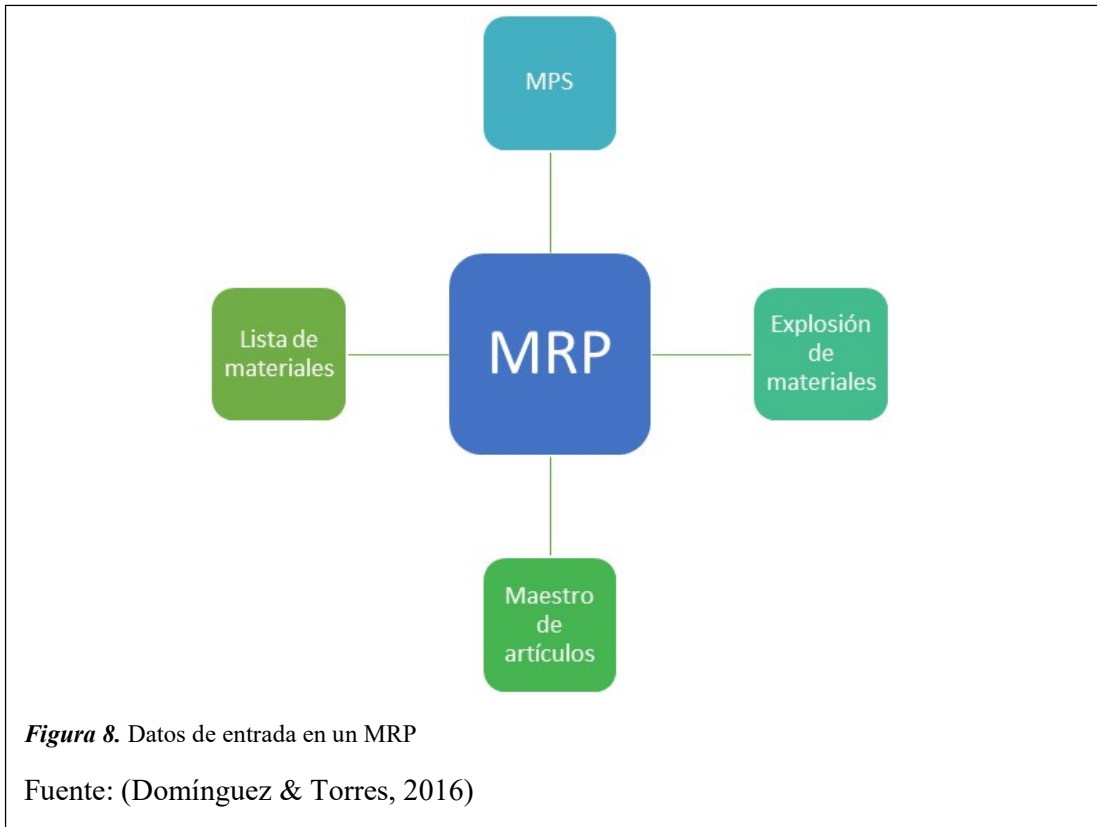 MPS
Lista de
materiales
MRP
Explosión
de
materiales
Maestro
de
artículos
Figura 8. Datos de entrada en un MRP
Fuente: (Domínguez & Torres, 2016)